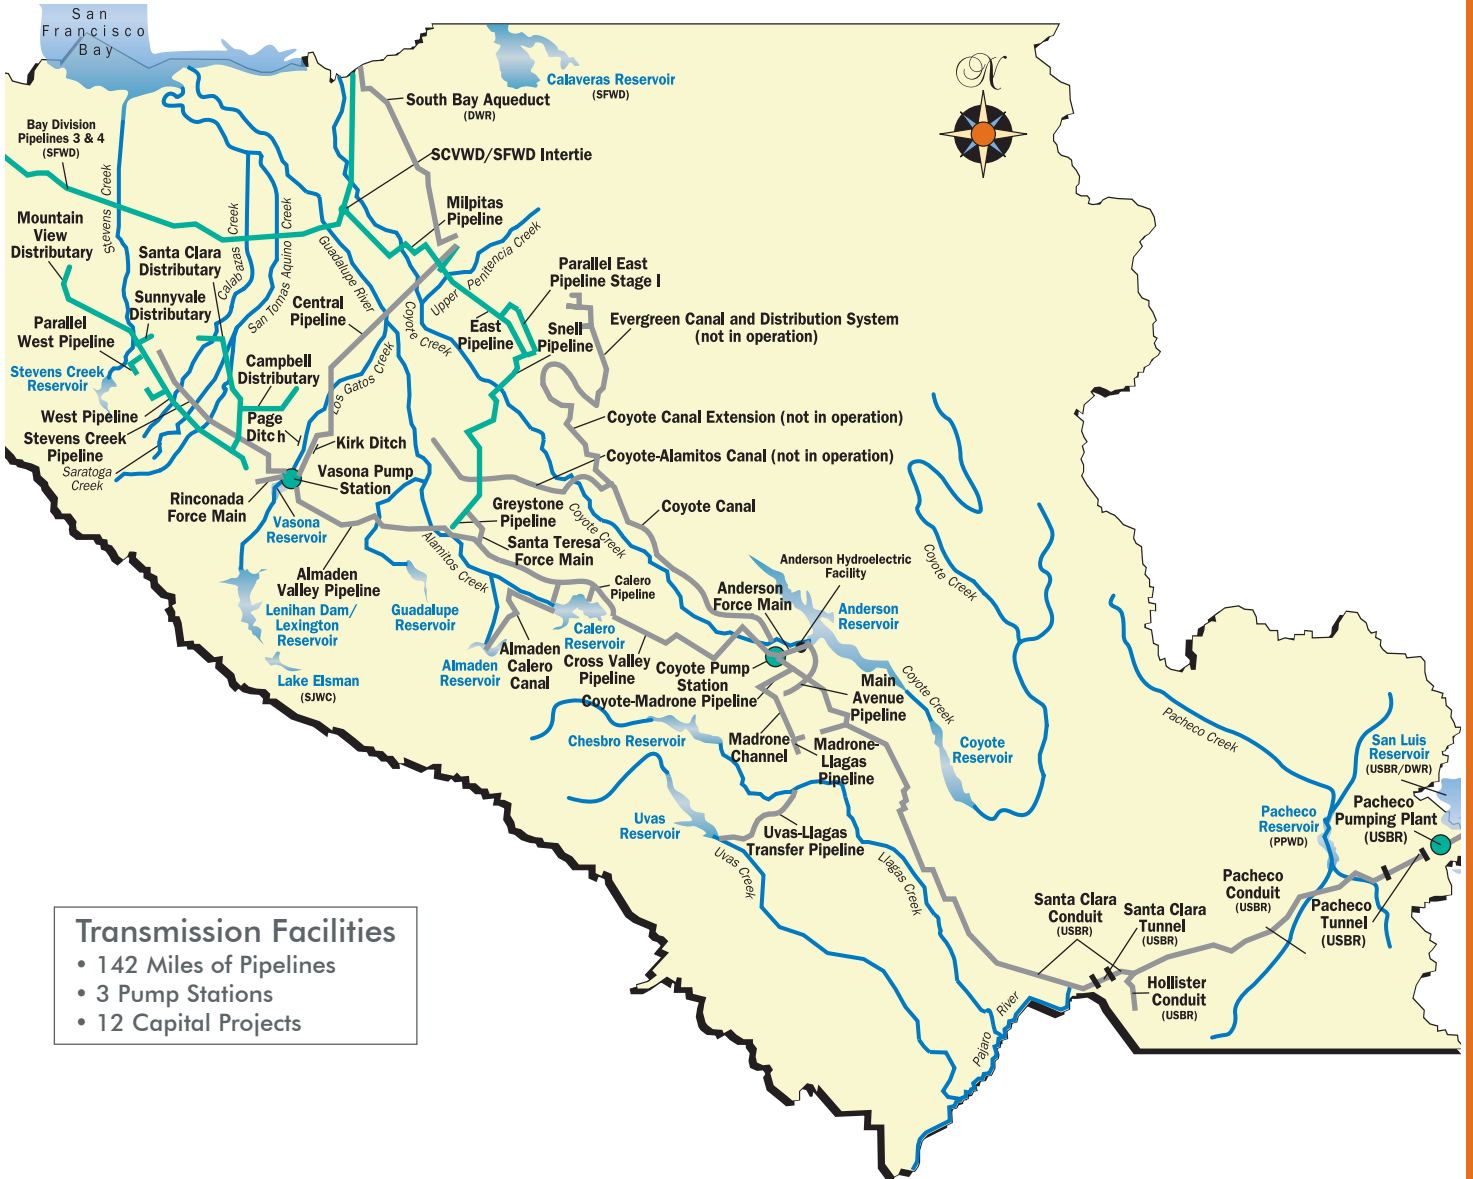 San
Francisco
Bay
N
Calaveras Reservoir
(SFWD)
South Bay Aqueduct
(DWR)
Bay Division
Pipelines 3 & 4
(SFWD)
SCVWD/SFWD Intertie
Stevens Creek
Calabazas Creek
San Tomas Aquino Creek
Guadalupe River
Milpitas
Pipeline
Mountain
View
Distributary
Santa Clara
Distributary
Upper Penitencia Creek
Parallel East
Pipeline Stage I
Sunnyvale
Distributary
Central
Pipeline
Coyote Creek
East
Pipeline
Snell
Pipeline
Evergreen Canal and Distribution System
(not in operation)
Parallel
West Pipeline
Stevens Creek
Reservoir
Campbell
Distributary
Los Gatos Creek
West Pipeline
Page
Ditch
Coyote Canal Extension (not in operation)
Stevens Creek
Pipeline
Kirk Ditch
Coyote-Alamitos Canal (not in operation)
Saratoga
Creek
Vasona Pump
Station
Rinconada
Force Main
Vasona
Reservoir
Greystone
Pipeline
Coyote Creek
Coyote Canal
Santa Teresa
Force Main
Alamitos Creek
Anderson Hydroelectric
Facility
Coyote Creek
Almaden
Valley Pipeline
Calero
Pipeline
Anderson
Force Main
Lenihan Dam/
Lexington
Reservoir
Guadalupe
Reservoir
Calero
Reservoir
Anderson
Reservoir
Almaden
Reservoir
Almaden
Calero
Canal
Cross Valley
Pipeline
Coyote Pump
Station
Lake Elsman
(SJWC)
Coyote-Madrone Pipeline
Main
Avenue
Pipeline
Coyote Creek
Pacheco Creek
Chesbro Reservoir
Madrone
Channel
Madrone-
Llagas
Pipeline
Coyote
Reservoir
San Luis
Reservoir
(USBR/DWR)
Uvas
Reservoir
Uvas-Llagas
Transfer Pipeline
Pacheco
Reservoir
(PPWD)
Pacheco
Pumping Plant
(USBR)
Uvas Creek
Llagas Creek
Pacheco
Conduit
(USBR)
Santa Clara
Conduit
(USBR)
Santa Clara
Tunnel
(USBR)
Pacheco
Tunnel
(USBR)
Hollister
Conduit
(USBR)
Pajaro River
Transmission Facilities
• 142 Miles of Pipelines
• 3 Pump Stations
• 12 Capital Projects